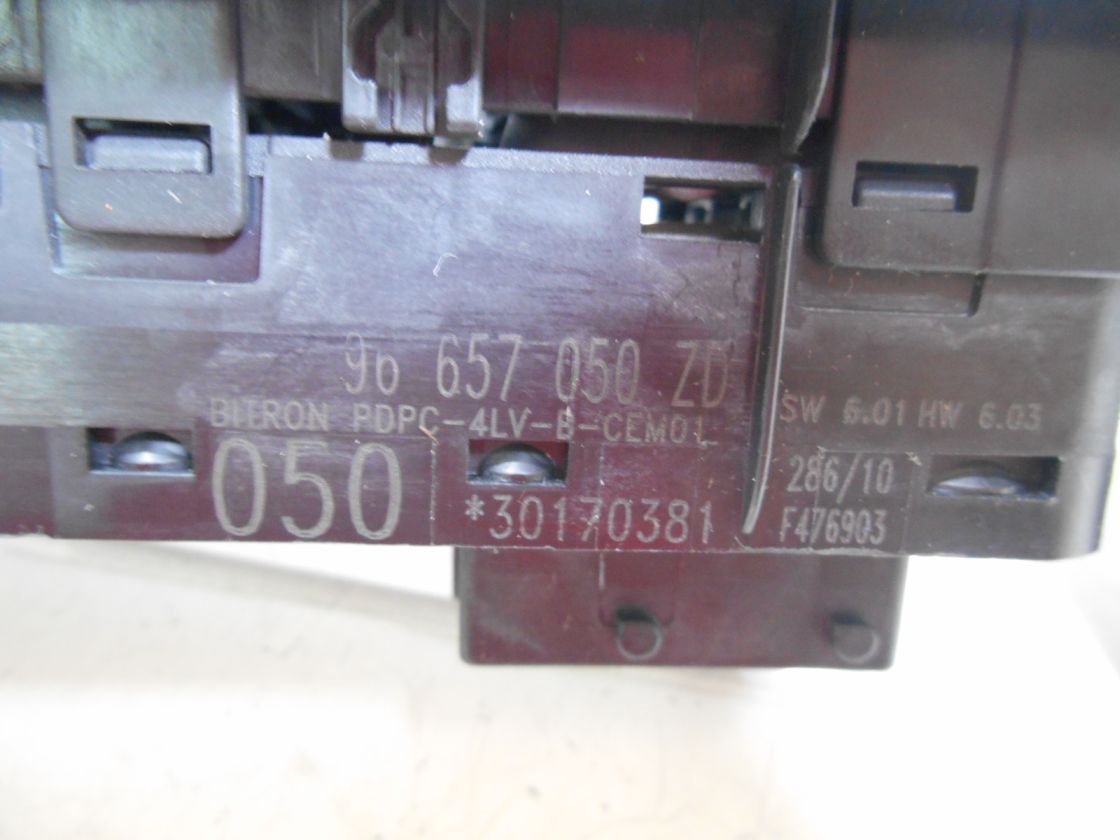 96 657 050 ZD
BITRON PDPC-4LV-B-CEM01
SW 6.01 HW 6.03
050
*30170381
286/10
F476903